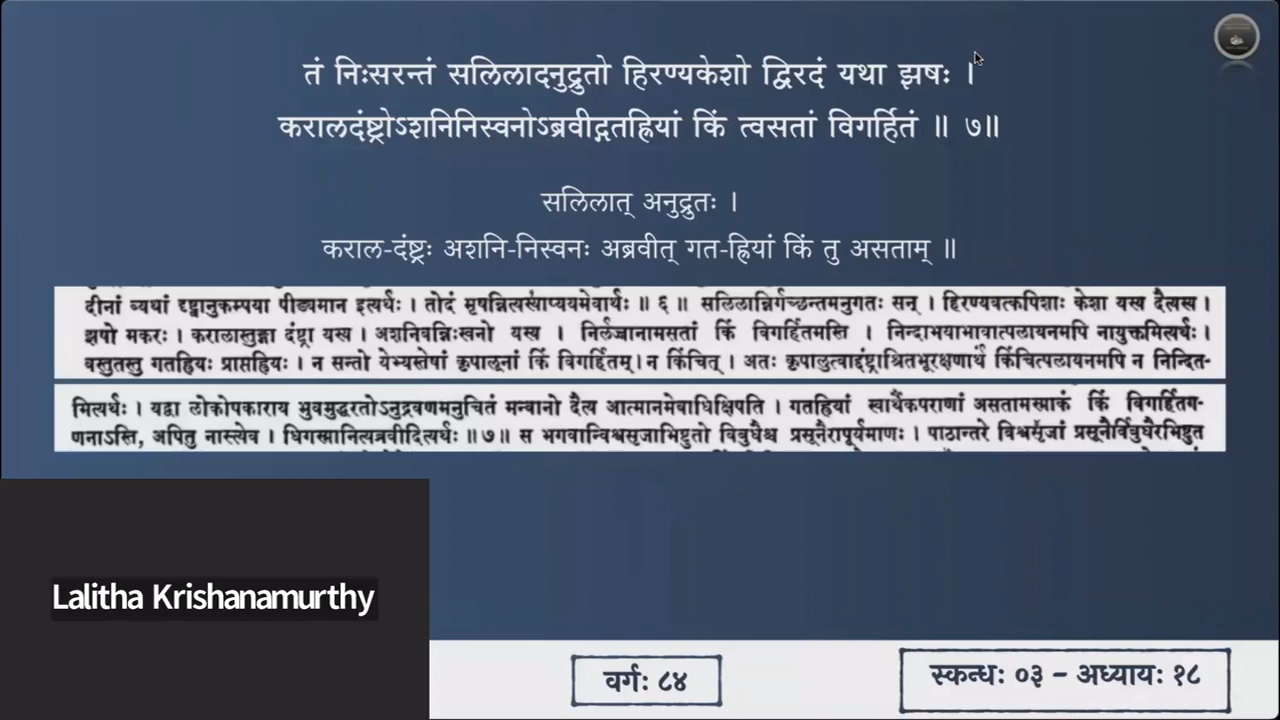 तं निःसरन्तं सलिलादनुद्रुतो हिरण्यकेशो द्विरदं यथा झषः ।
करालदंष्ट्रोऽशनिनिस्वनोऽब्रवीद्गतह्रियां किं त्वसतां विगर्हितं ॥ ७॥
सलिलात् अनुद्रुतः ।
कराल-दंष्ट्रः अशनि-निस्वनः अब्रवीत् गत-ह्रियां किं तु असताम् ॥
दीनां व्यथां दृष्ट्वानुकम्पया पीड्यमान इत्यर्थः । तोदं मृषन्नित्यस्याप्ययमेवार्थः ॥ ६ ॥ सलिलान्निर्गच्छन्तमनुगतः सन् । हिरण्यवत्कपिशाः केशा यस्य दैत्यस्य ।
झषो मकरः । करालास्तुङ्गा दंष्ट्रा यस्य । अशनिवन्निःस्वनो यस्य । निर्लज्जानामसतां किं विगर्हितमस्ति । निन्दाभयाभावात्पलायनमपि नायुक्तमित्यर्थः ।
वस्तुतस्तु गतह्रियः प्राप्तह्रियः । न सन्तो येभ्यस्तेषां कृपालूनां किं विगर्हितम् । न किंचित् । अतः कृपालुत्वाद्दंष्ट्राश्रितभूरक्षणार्थं किंचित्पलायनमपि न निन्दित-
मित्यर्थः । यद्वा लोकोपकाराय भुवमुद्धरतोऽनुद्रवणमनुचितं मन्वानो दैत्य आत्मानमेवाधिक्षिपति । गतह्रियां स्वार्थैकपराणां असतामस्माकं किं विगर्हितग-
णनाऽस्ति, अपितु नास्त्येव । धिगस्मानित्यब्रवीदित्यर्थः ॥ ७ ॥ स भगवान्विश्वसृजाभिष्टुतो विबुधैश्च प्रसूनैरापूर्यमाणः । पाठान्तरे विश्वसृजां प्रसूनैर्विबुधैरभिष्टुत
Lalitha Krishanamurthy
वर्गः ८४
स्कन्धः ०३ - अध्यायः १८